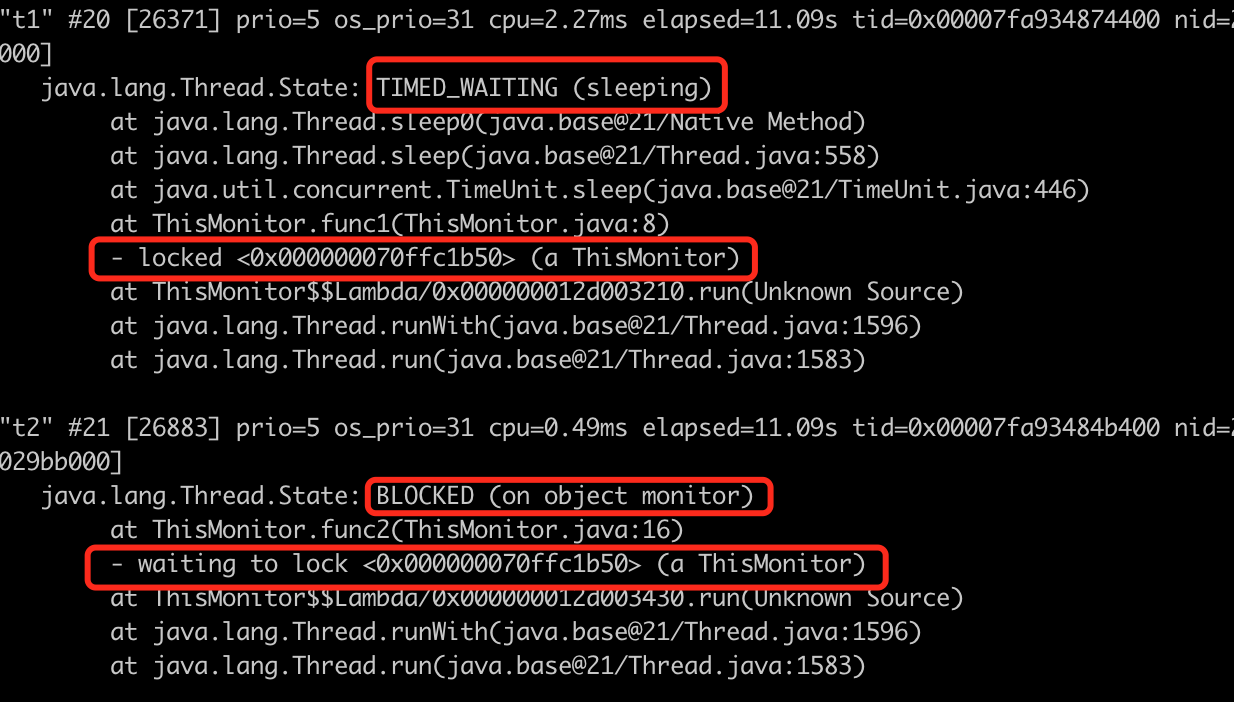 "t1" #20 [26371] prio=5 os_prio=31 cpu=2.27ms elapsed=11.09s tid=0x00007fa934874400 nid=
000]
java.lang.Thread.State: TIMED_WAITING (sleeping)
at java.lang.Thread.sleep0(java.base@21/Native Method)
at java.lang.Thread.sleep(java.base@21/Thread.java:558)
at java.util.concurrent.TimeUnit.sleep(java.base@21/TimeUnit.java:446)
at ThisMonitor.func1(ThisMonitor.java:8)
- locked <0x000000070ffc1b50> (a ThisMonitor)
at ThisMonitor$$Lambda/0x000000012d003210.run(Unknown Source)
at java.lang.Thread.runWith(java.base@21/Thread.java:1596)
at java.lang.Thread.run(java.base@21/Thread.java:1583)
"t2" #21 [26883] prio=5 os_prio=31 cpu=0.49ms elapsed=11.09s tid=0x00007fa93484b400 nid=
029bb000]
java.lang.Thread.State: BLOCKED (on object monitor)
at ThisMonitor.func2(ThisMonitor.java:16)
- waiting to lock <0x000000070ffc1b50> (a ThisMonitor)
at ThisMonitor$$Lambda/0x000000012d003430.run(Unknown Source)
at java.lang.Thread.runWith(java.base@21/Thread.java:1596)
at java.lang.Thread.run(java.base@21/Thread.java:1583)